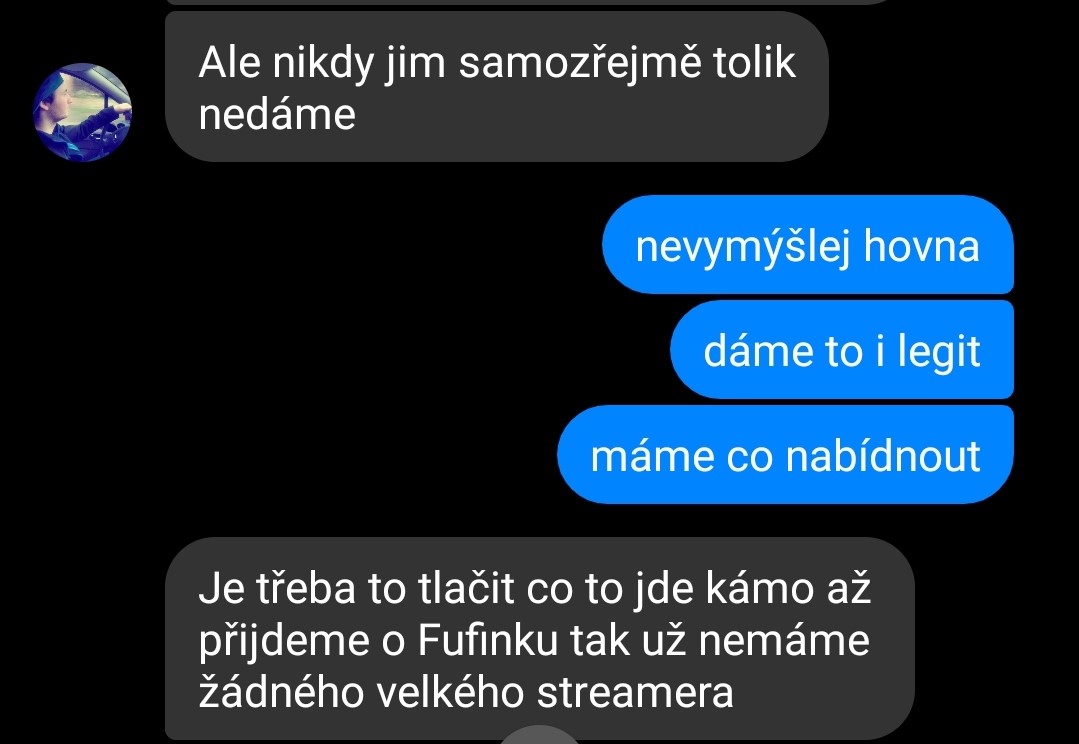 Ale nikdy jim samozřejmě tolik
nedáme
nevymýšlej hovna
dáme to i legit
máme co nabídnout
Je třeba to tlačit co to jde kámo až
přijdeme o Fufinku tak už nemáme
žádného velkého streamera